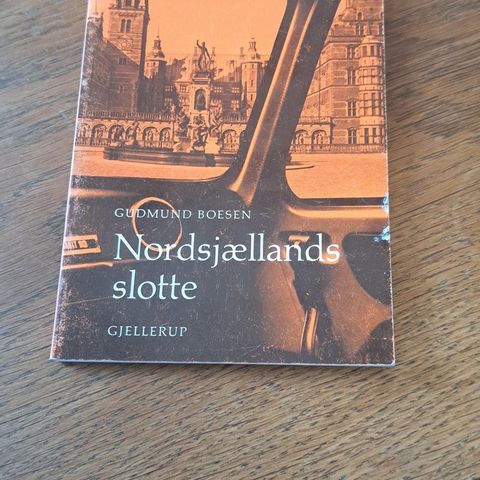 GUDMUND BOESEN
Nordsjællands
slotte
GJELLERUP